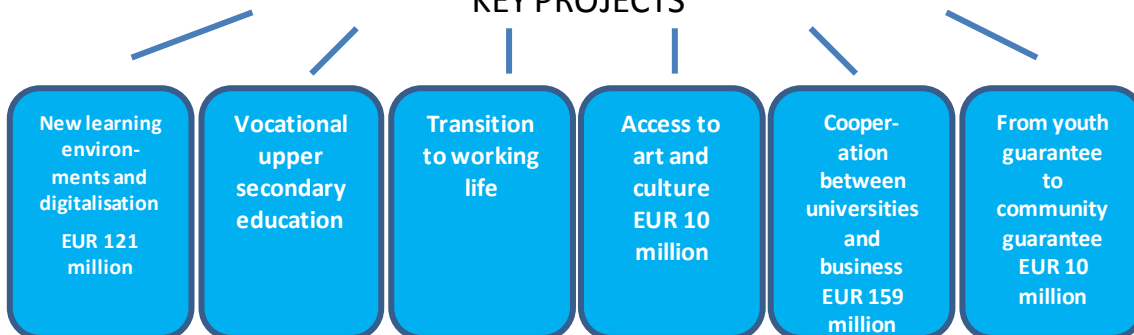 KEY PROJECTS
New learning
environ-
ments and
digitalisation
EUR 121
million
Vocational
upper
secondary
education
Transition
to working
life
Access to
art and
culture
EUR 10
million
Cooper-
ation
between
universities
and
business
EUR 159
million
From youth
guarantee
to
community
guarantee
EUR 10
million